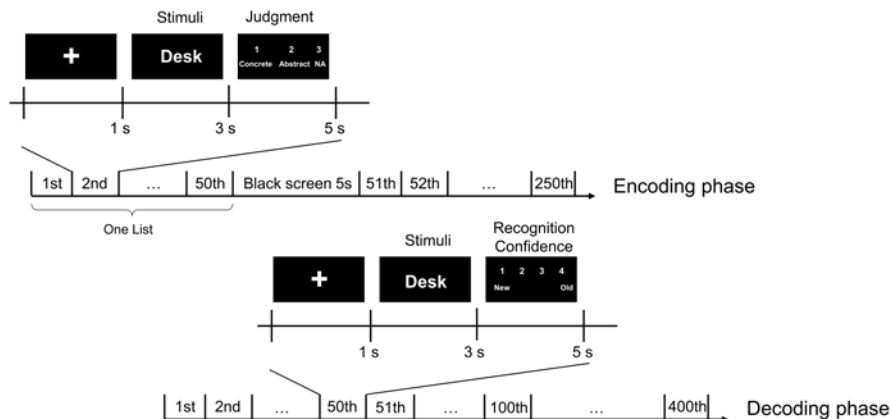 Stimuli Judgment
+ Desk 1 2 3
Concrete Abstract NA
1 s 3 s 5 s
1st 2nd ... 50th Black screen 5s 51th 52th ... 250th Encoding phase
One List
Recognition
Stimuli Confidence
+ Desk 1 2 3 4
New Old
1 s 3 s 5 s
1st 2nd ... 50th 51th ... 100th ... 400th Decoding phase